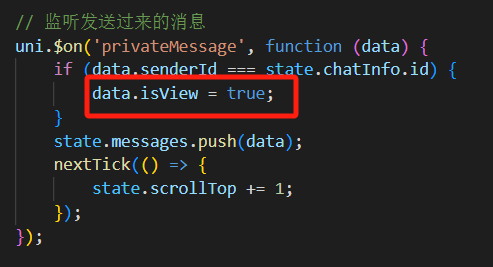 // 监听发送过来的消息
uni.$on('privateMessage', function (data) {
    if (data.senderId === state.chatInfo.id) {
        data.isView = true;
    }
    state.messages.push(data);
    nextTick(() => {
        state.scrollTop += 1;
    });
});